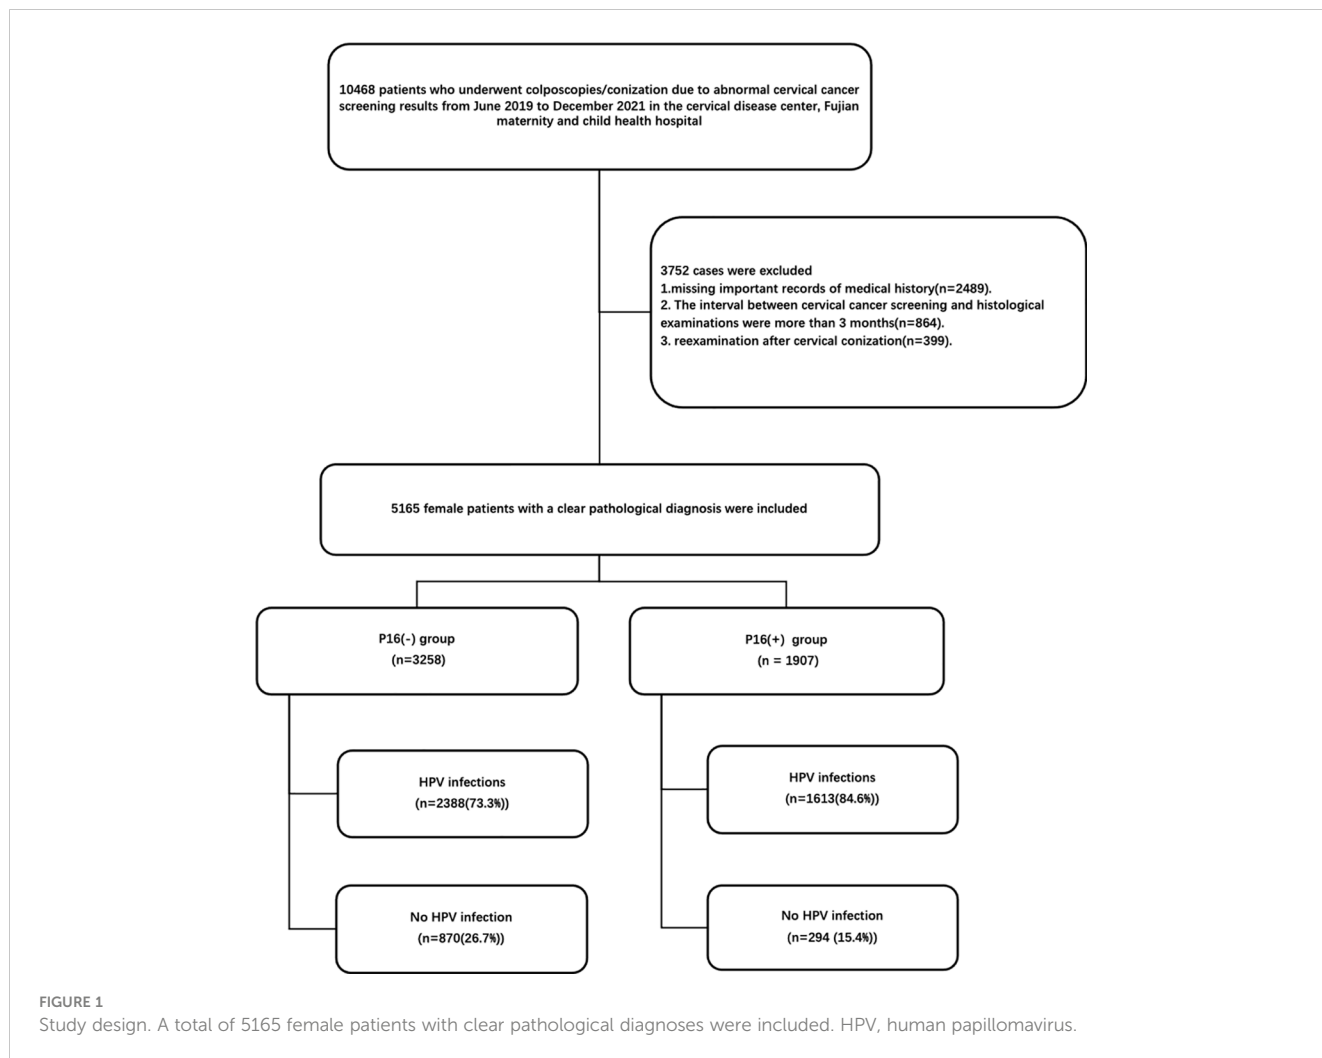 10468 patients who underwent colposcopies/conization due to abnormal cervical cancer
screening results from June 2019 to December 2021 in the cervical disease center, Fujian
maternity and child health hospital
3752 cases were excluded
1.missing important records of medical history(n=2489).
2. The interval between cervical cancer screening and histological
examinations were more than 3 months(n=864).
3. reexamination after cervical conization(n=399).
5165 female patients with a clear pathological diagnosis were included
P16(-) group
(n=3258)
P16(+) group
(n = 1907)
HPV infections
(n=2388(73.3%))
HPV infections
(n=1613(84.6%))
No HPV infection
(n=870(26.7%))
No HPV infection
(n=294 (15.4%))
FIGURE 1
Study design. A total of 5165 female patients with clear pathological diagnoses were included. HPV, human papillomavirus.